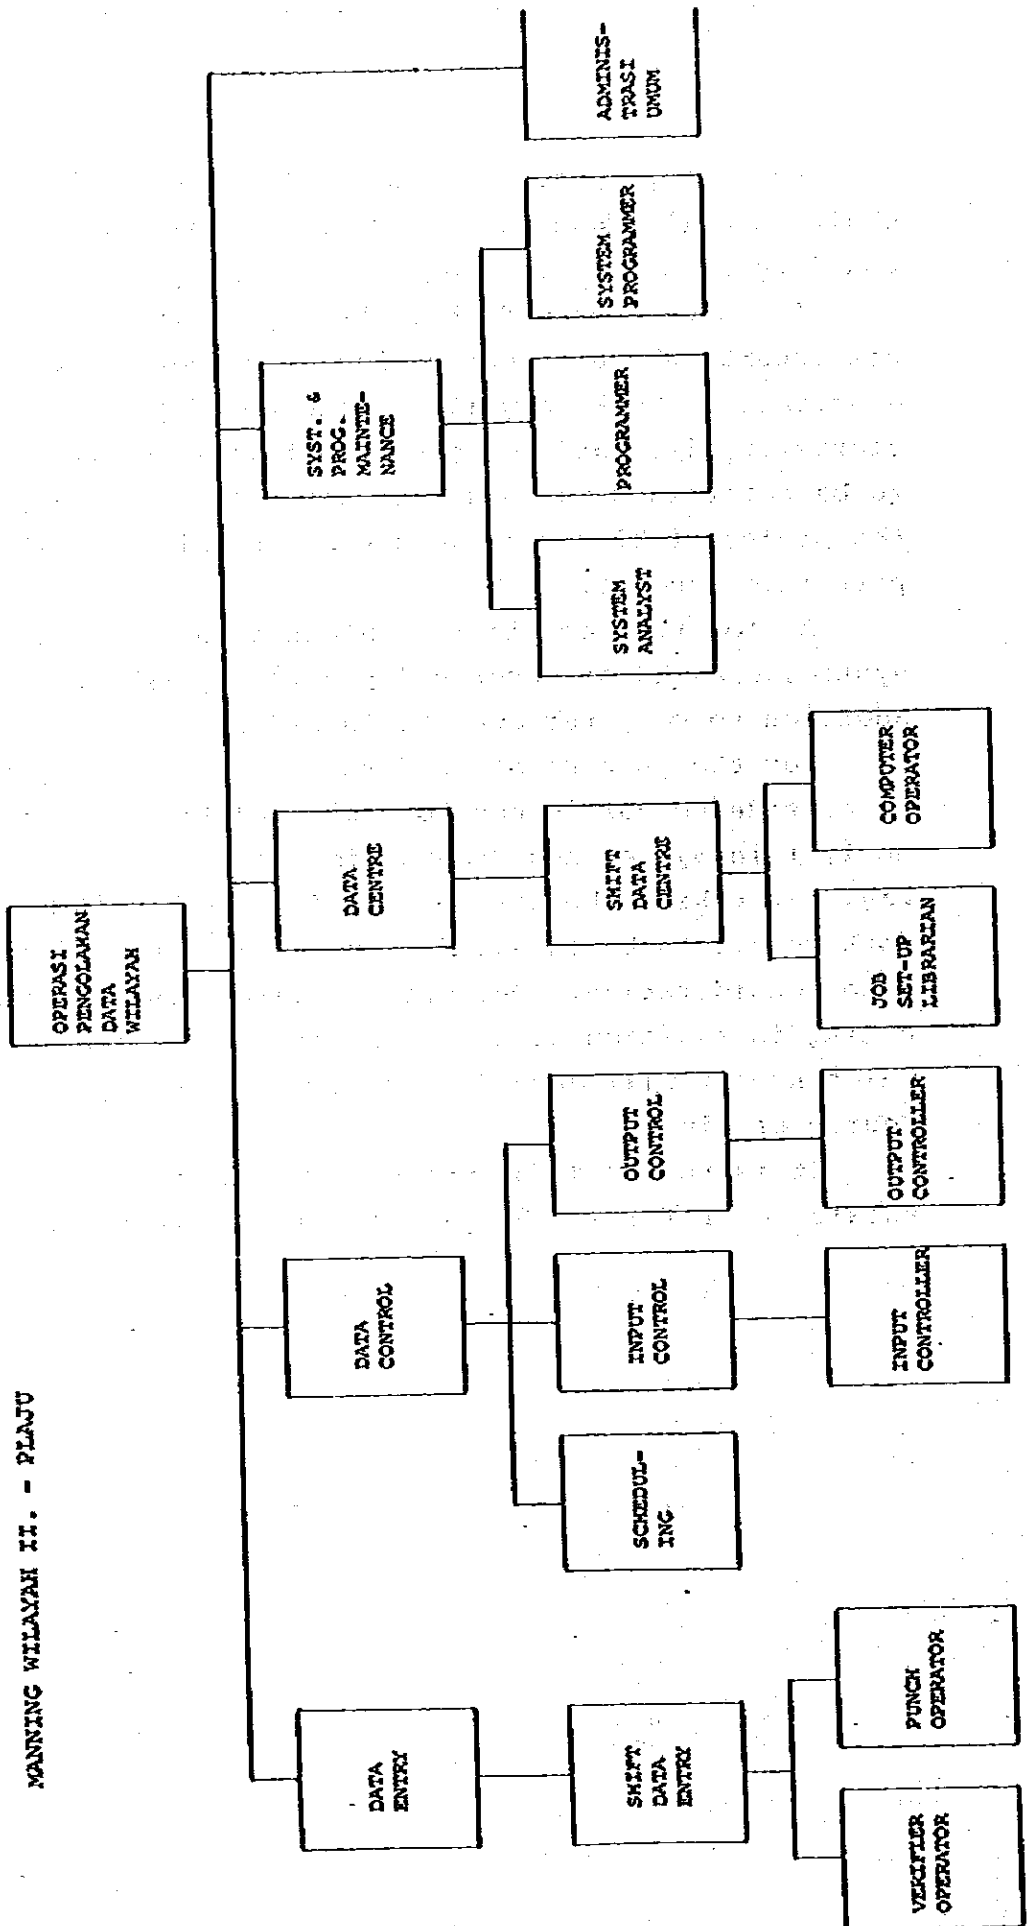 MANNING WILAYAH II. - PLAJU
OPERASI
PENGOLAHAN
DATA
WILAYAH
DATA
ENTRY
DATA
CONTROL
DATA
CENTRE
SYST. &
PROG.
MAINTE-
NANCE
SHIFT
DATA
ENTRY
SCHEDUL-
ING
INPUT
CONTROL
OUTPUT
CONTROL
SHIFT
DATA
CENTRE
SYSTEM
ANALYST
PROGRAMMER
SYSTEM
PROGRAMMER
ADMINIS-
TRASI
UMUM
VERIFIER
OPERATOR
PUNCH
OPERATOR
INPUT
CONTROLLER
OUTPUT
CONTROLLER
JOB
SET-UP
LIBRARIAN
COMPUTER
OPERATOR